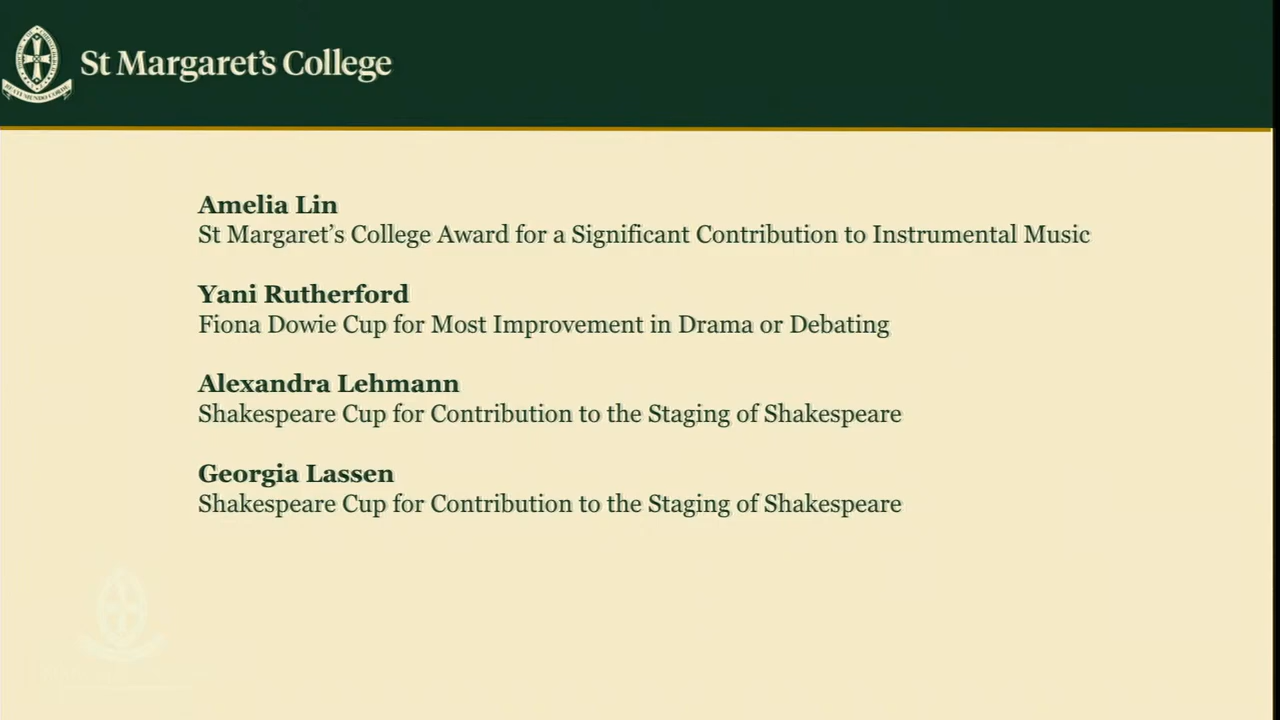 St Margaret's College
Amelia Lin
St Margaret’s College Award for a Significant Contribution to Instrumental Music
Yani Rutherford
Fiona Dowie Cup for Most Improvement in Drama or Debating
Alexandra Lehmann
Shakespeare Cup for Contribution to the Staging of Shakespeare
Georgia Lassen
Shakespeare Cup for Contribution to the Staging of Shakespeare